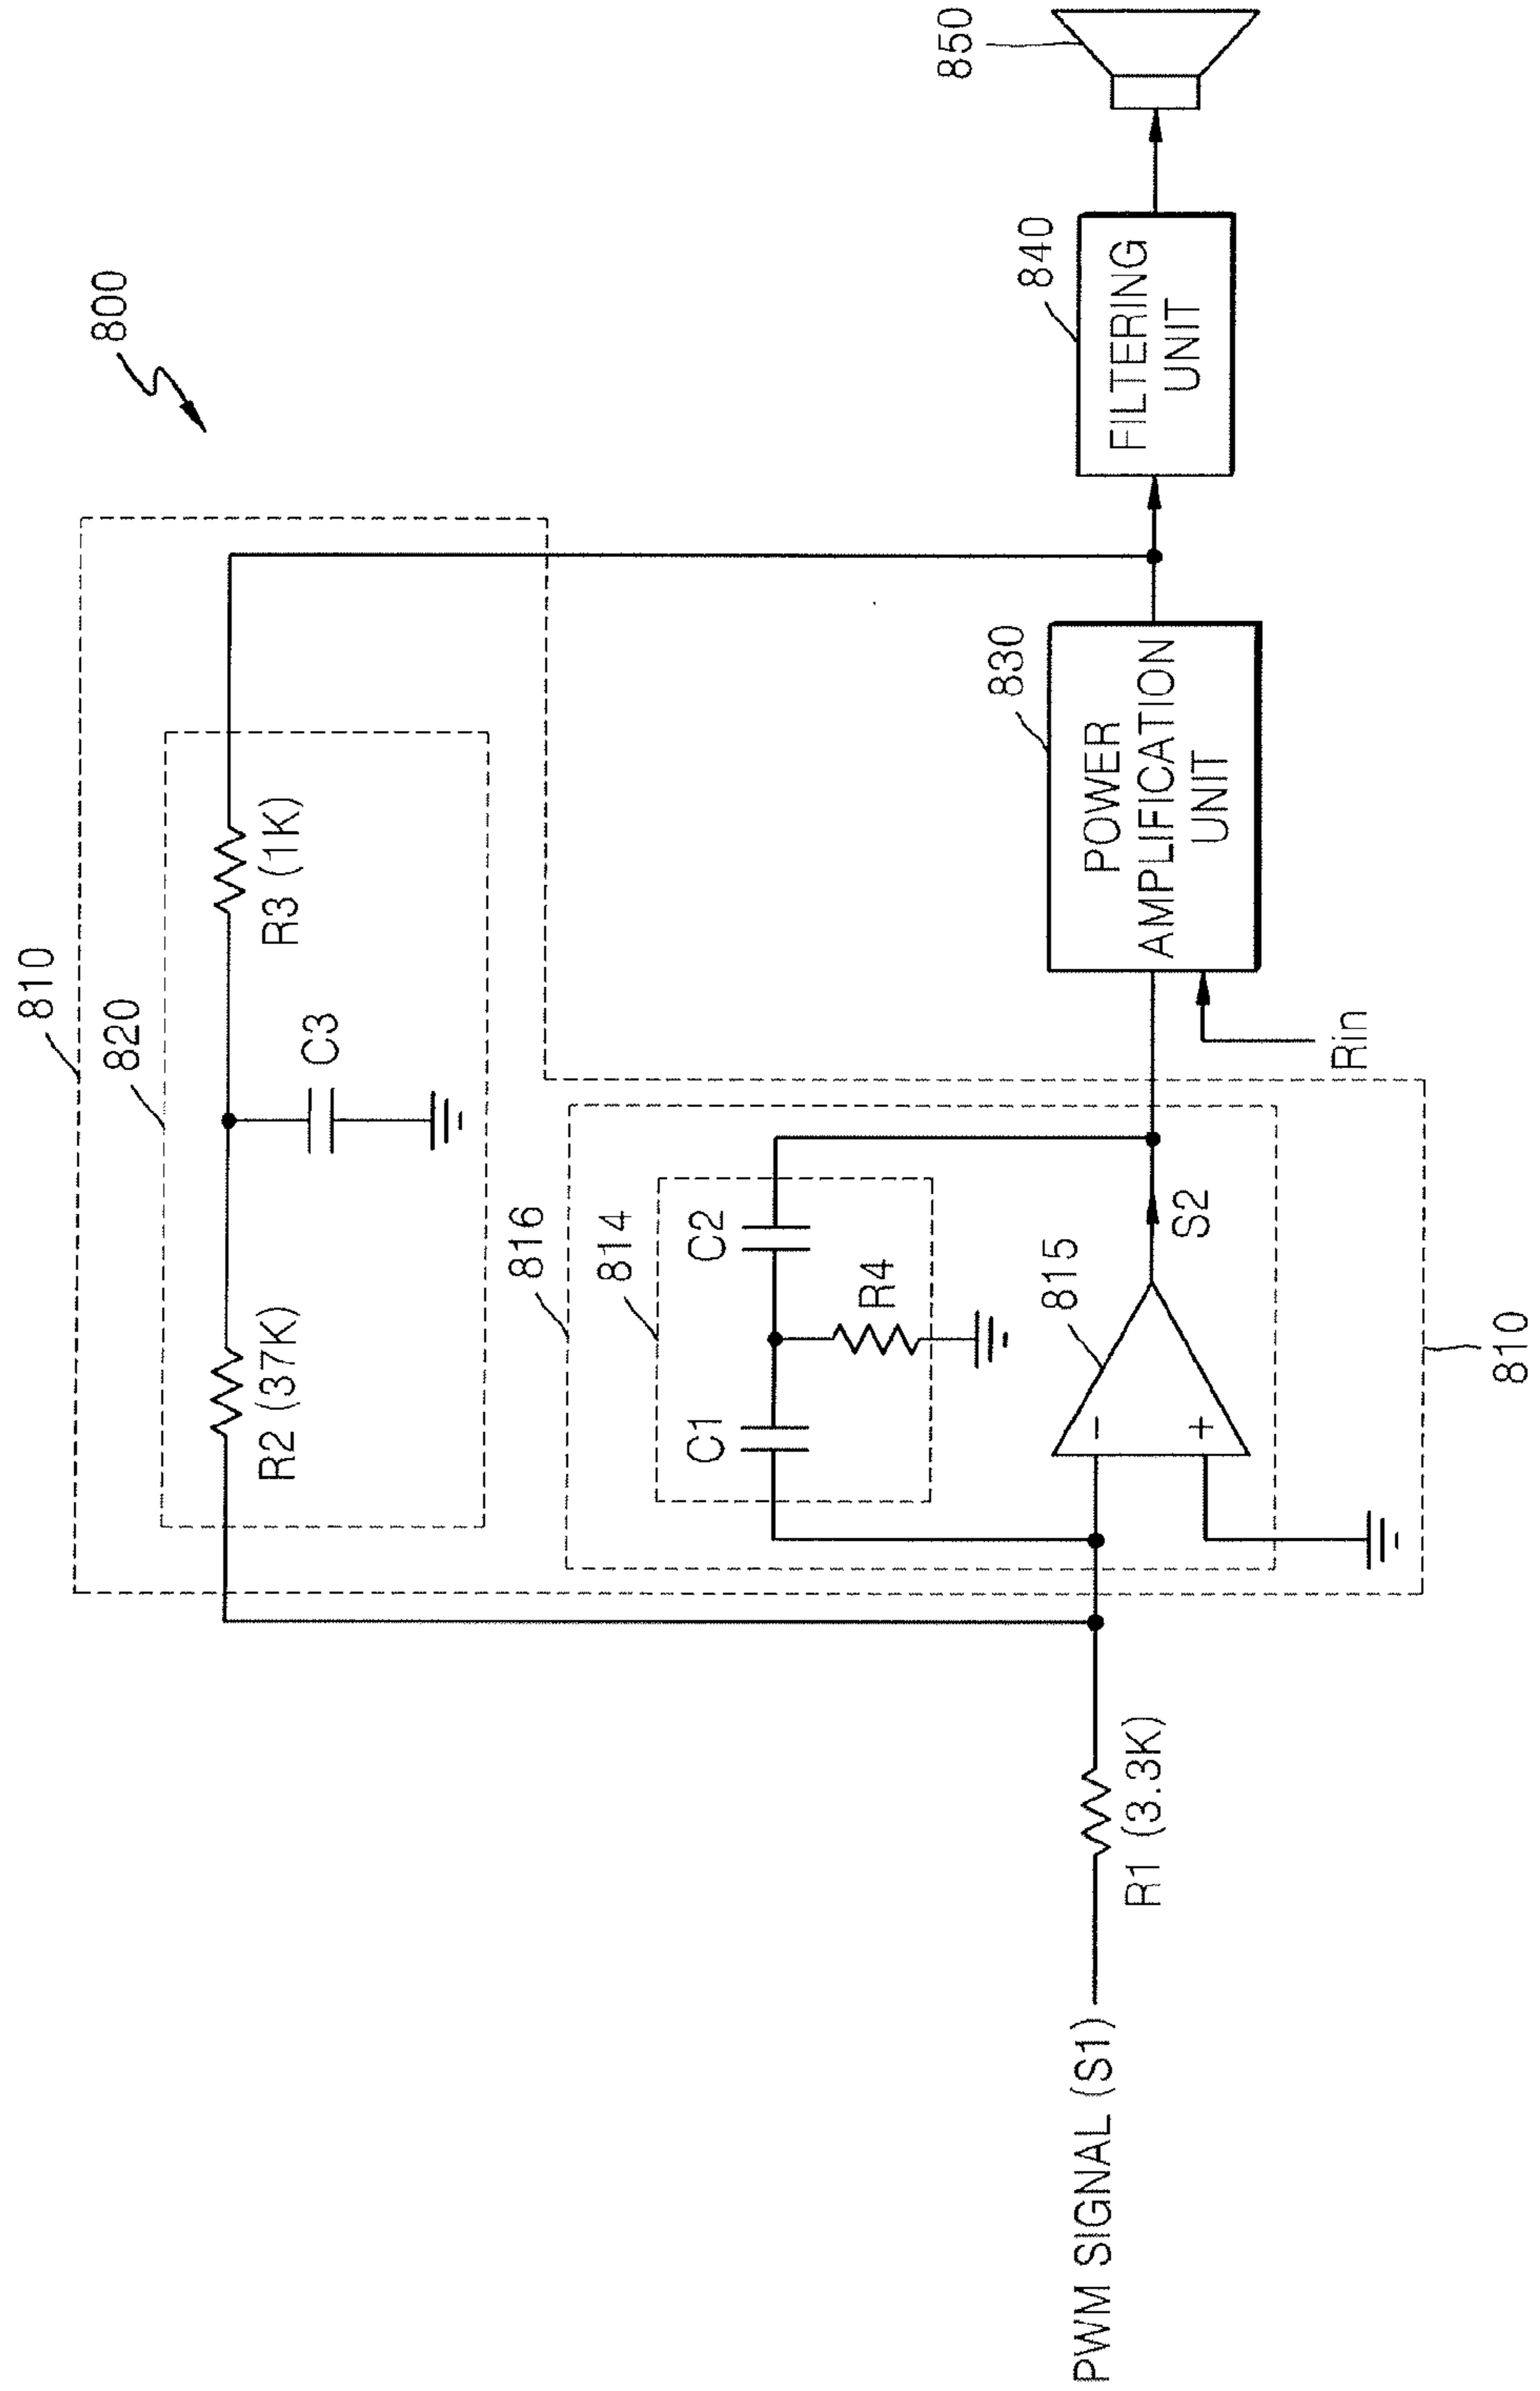 800
810
820
R2 (37K)
C3
R3 (1K)
816
814
C1
C2
R4
815
−
+
S2
830
POWER
AMPLIFICATION
UNIT
Rin
840
FILTERING
UNIT
850
PWM SIGNAL (S1)
R1 (3.3K)
810